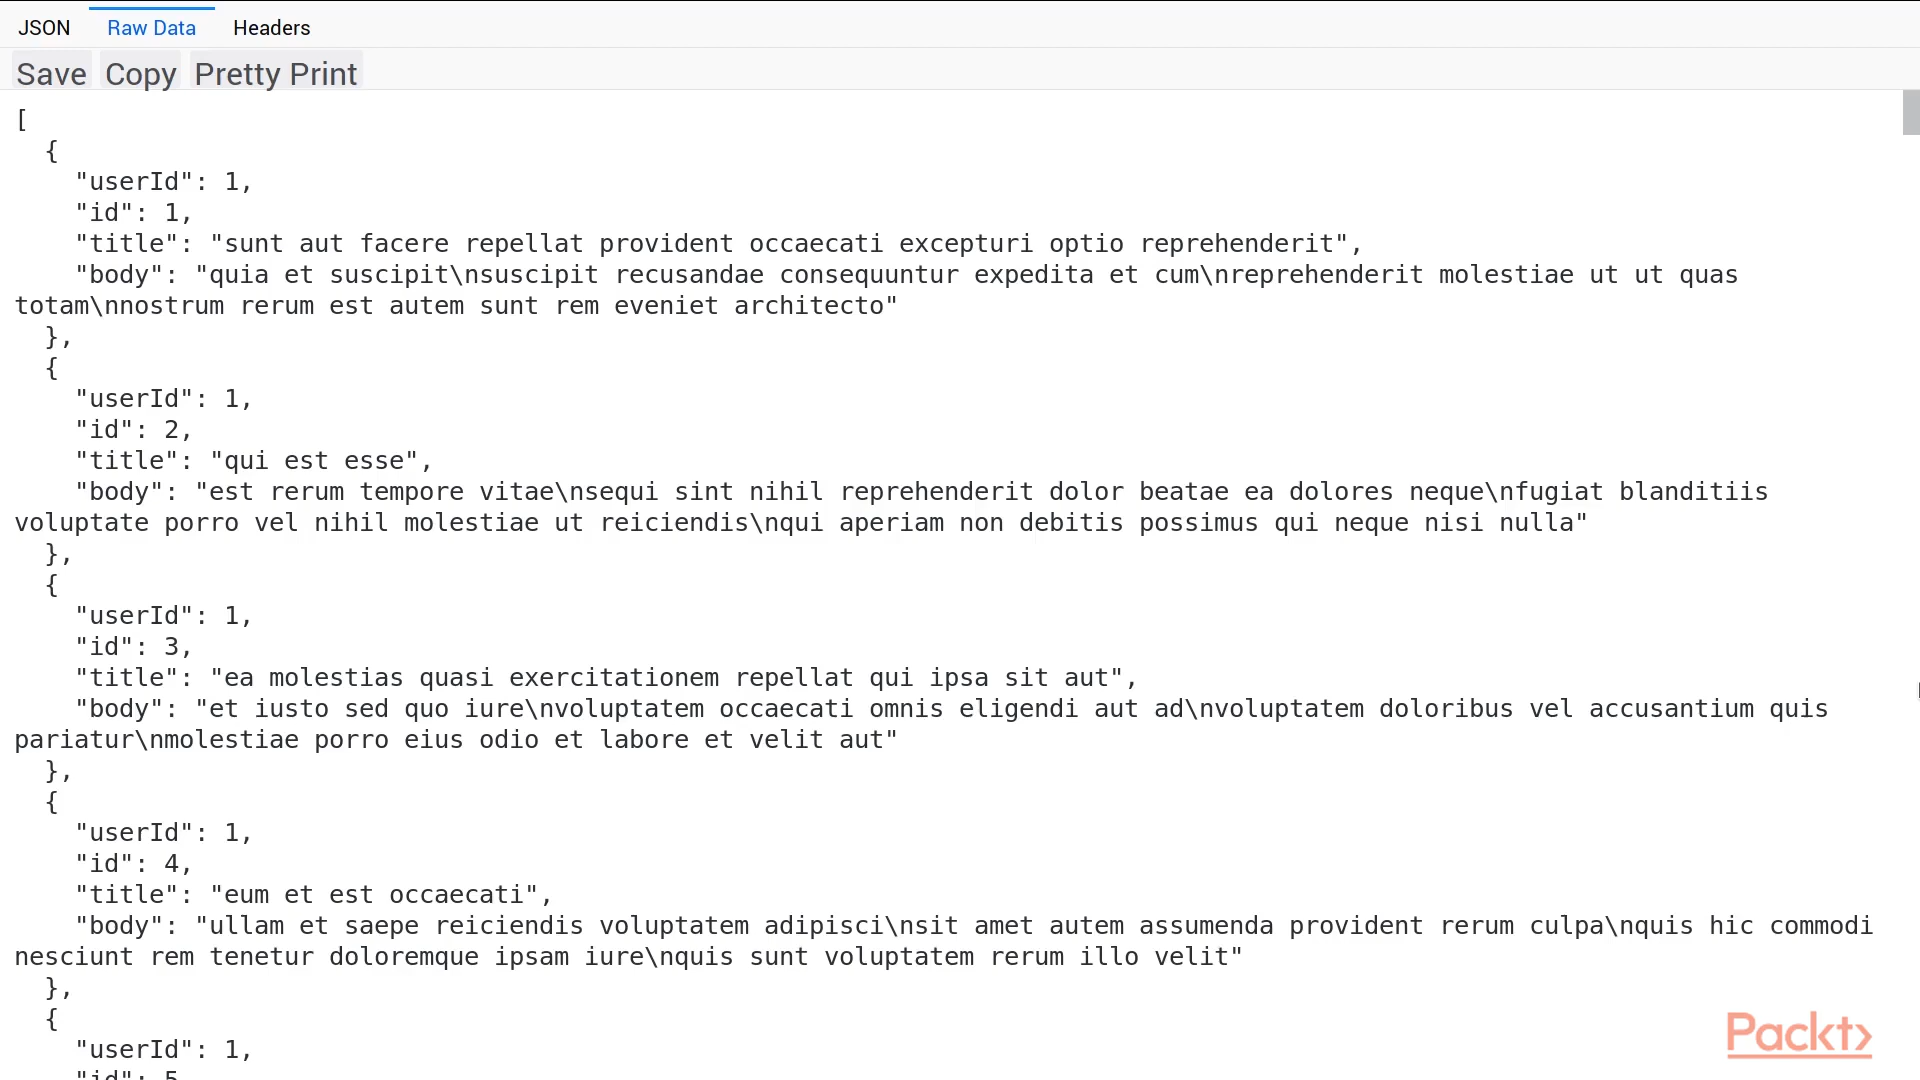 JSON Raw Data Headers
Save Copy Pretty Print
[
  {
    "userId": 1,
    "id": 1,
    "title": "sunt aut facere repellat provident occaecati excepturi optio reprehenderit",
    "body": "quia et suscipit\nsuscipit recusandae consequuntur expedita et cum\nreprehenderit molestiae ut ut quas
totam\nnostrum rerum est autem sunt rem eveniet architecto"
  },
  {
    "userId": 1,
    "id": 2,
    "title": "qui est esse",
    "body": "est rerum tempore vitae\nsequi sint nihil reprehenderit dolor beatae ea dolores neque\nfugiat blanditiis
voluptate porro vel nihil molestiae ut reiciendis\nqui aperiam non debitis possimus qui neque nisi nulla"
  },
  {
    "userId": 1,
    "id": 3,
    "title": "ea molestias quasi exercitationem repellat qui ipsa sit aut",
    "body": "et iusto sed quo iure\nvoluptatem occaecati omnis eligendi aut ad\nvoluptatem doloribus vel accusantium quis
pariatur\nmolestiae porro eius odio et labore et velit aut"
  },
  {
    "userId": 1,
    "id": 4,
    "title": "eum et est occaecati",
    "body": "ullam et saepe reiciendis voluptatem adipisci\nsit amet autem assumenda provident rerum culpa\nquis hic commodi
nesciunt rem tenetur doloremque ipsam iure\nquis sunt voluptatem rerum illo velit"
  },
  {
    "userId": 1,
    "id": 5
Packt>